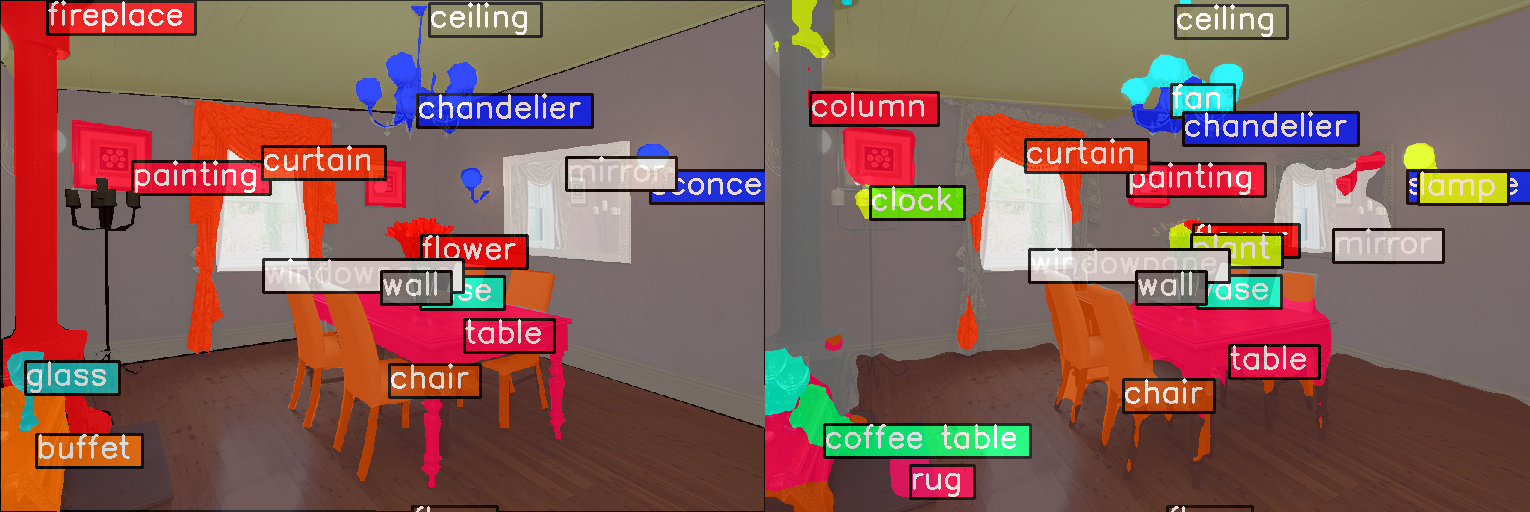 fireplace
ceiling
chandelier
curtain
painting
mirror
flower
windowpane
wall
table
glass
chair
buffet
ceiling
column
fan
chandelier
curtain
painting
clock
lamp
mirror
plant
wall
vase
table
chair
coffee table
rug